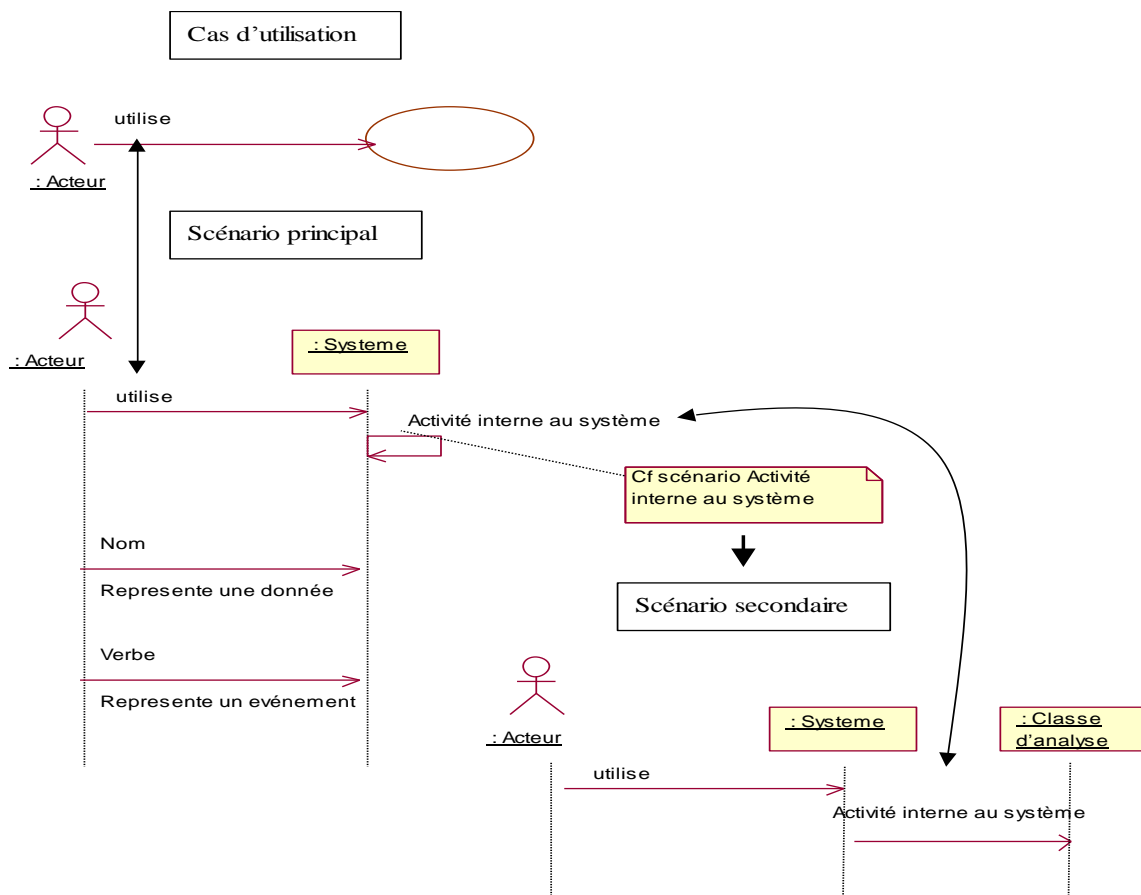 Cas d'utilisation
utilise
: Acteur
Scénario principal
: Acteur
: Systeme
utilise
Activité interne au système
Cf scénario Activité
interne au système
Nom
Represente une donnée
Scénario secondaire
Verbe
Represente un evénement
: Acteur
: Systeme
: Classe
d'analyse
utilise
Activité interne au système